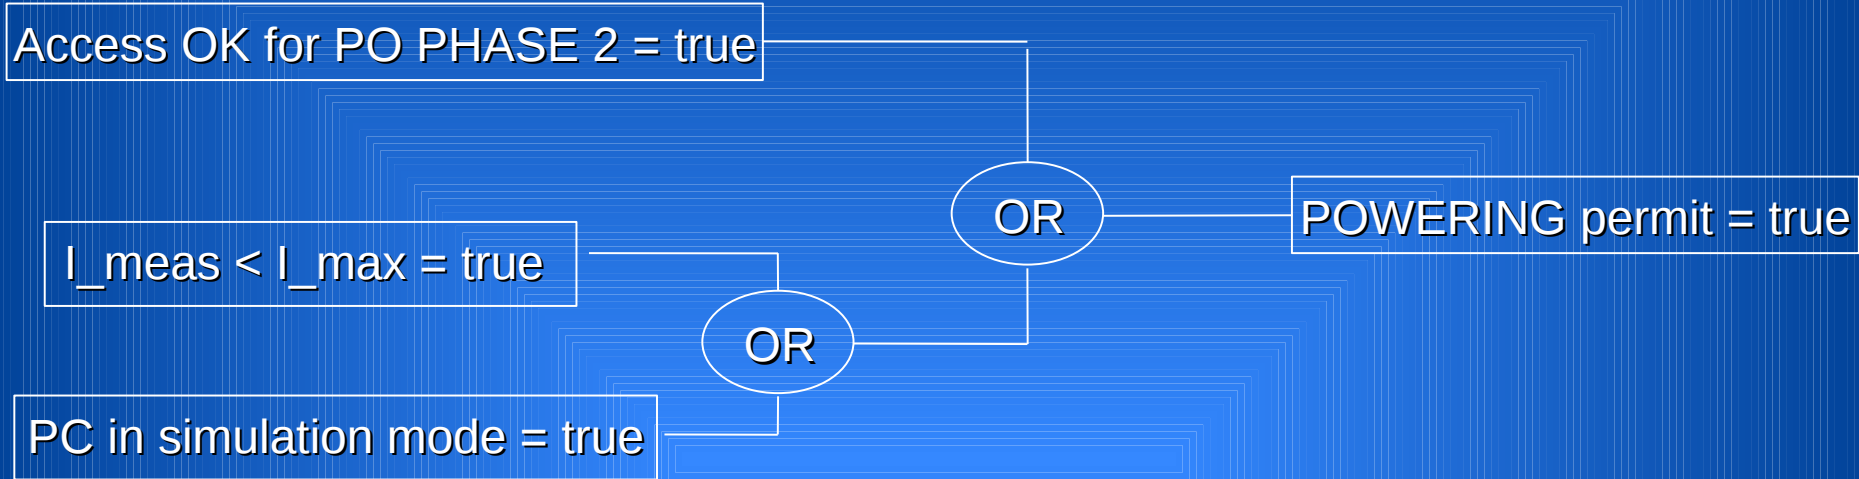 Access OK for PO PHASE 2 = true
OR
POWERING permit = true
I_meas < I_max = true
OR
PC in simulation mode = true